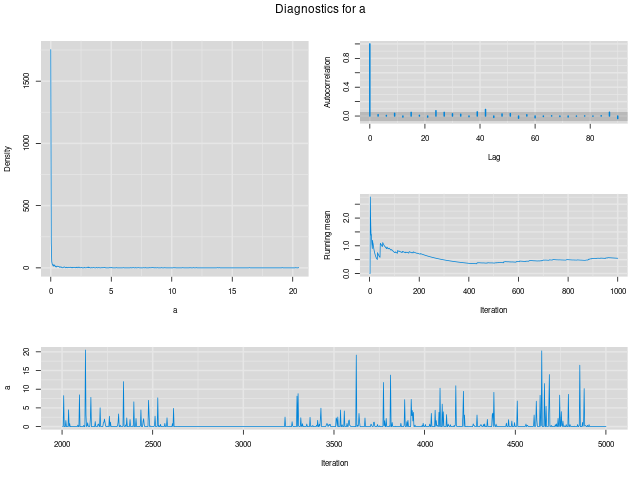 Diagnostics for a
Density
0 500 1000 1500
0 5 10 15 20
a
Autocorrelation
0.0 0.4 0.8
0 20 40 60 80
Lag
Running mean
0.0 1.0 2.0
0 200 400 600 800 1000
Iteration
a
0 5 10 15 20
2000 2500 3000 3500 4000 4500 5000
Iteration